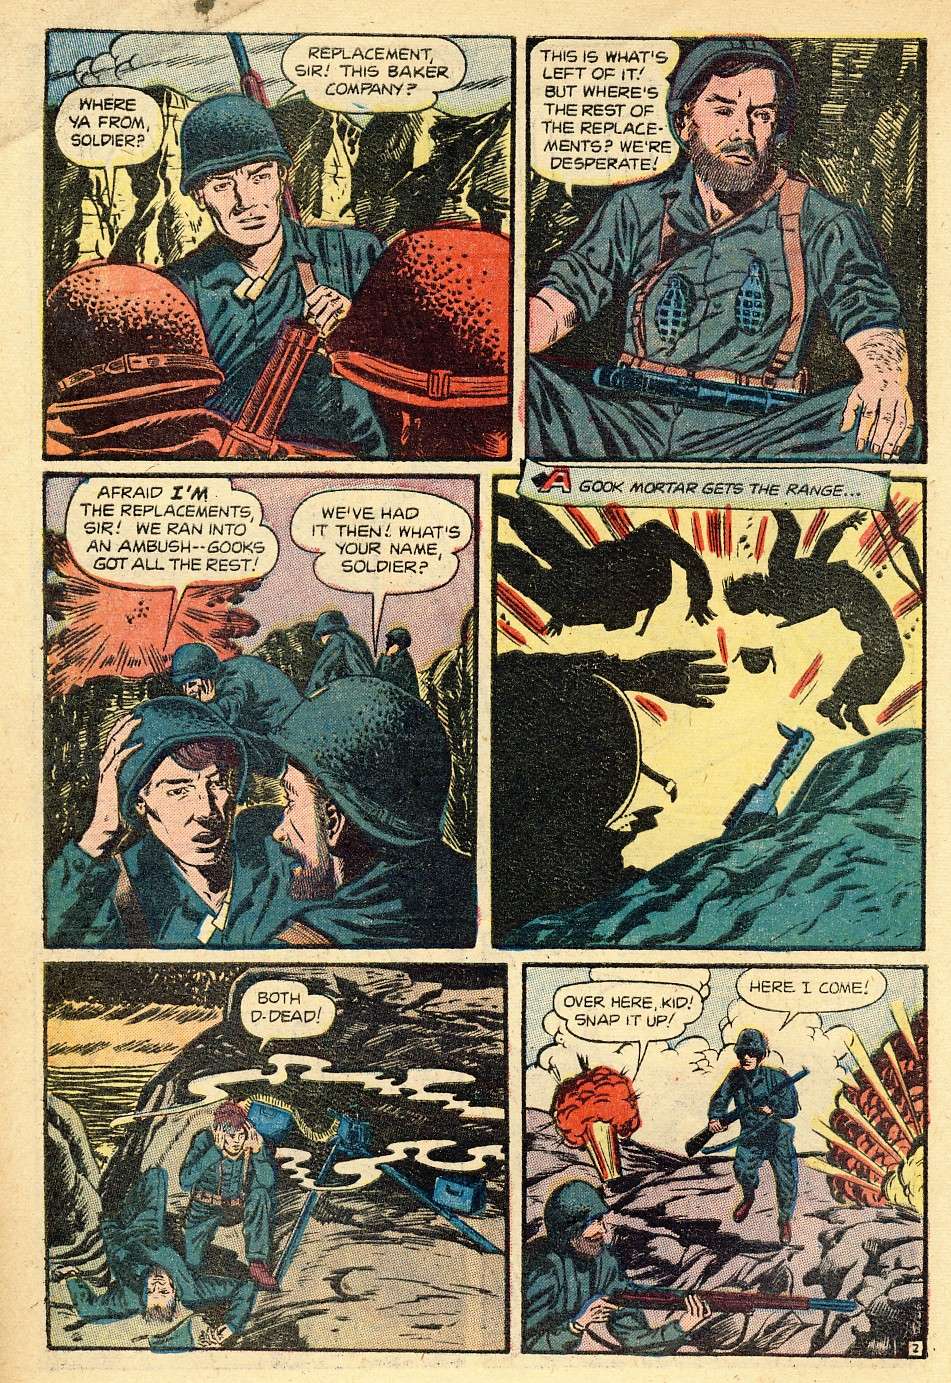 WHERE
YA FROM,
SOLDIER?
REPLACEMENT,
SIR! THIS BAKER
COMPANY?
THIS IS WHAT'S
LEFT OF IT!
BUT WHERE'S
THE REST OF
THE REPLACE-
MENTS? WE'RE
DESPERATE!
AFRAID I'M
THE REPLACEMENTS,
SIR! WE RAN INTO
AN AMBUSH--GOOKS
GOT ALL THE REST!
WE'VE HAD
IT THEN! WHAT'S
YOUR NAME,
SOLDIER?
A GOOK MORTAR GETS THE RANGE...
BOTH
D-DEAD!
OVER HERE, KID!
SNAP IT UP!
HERE I COME!
2